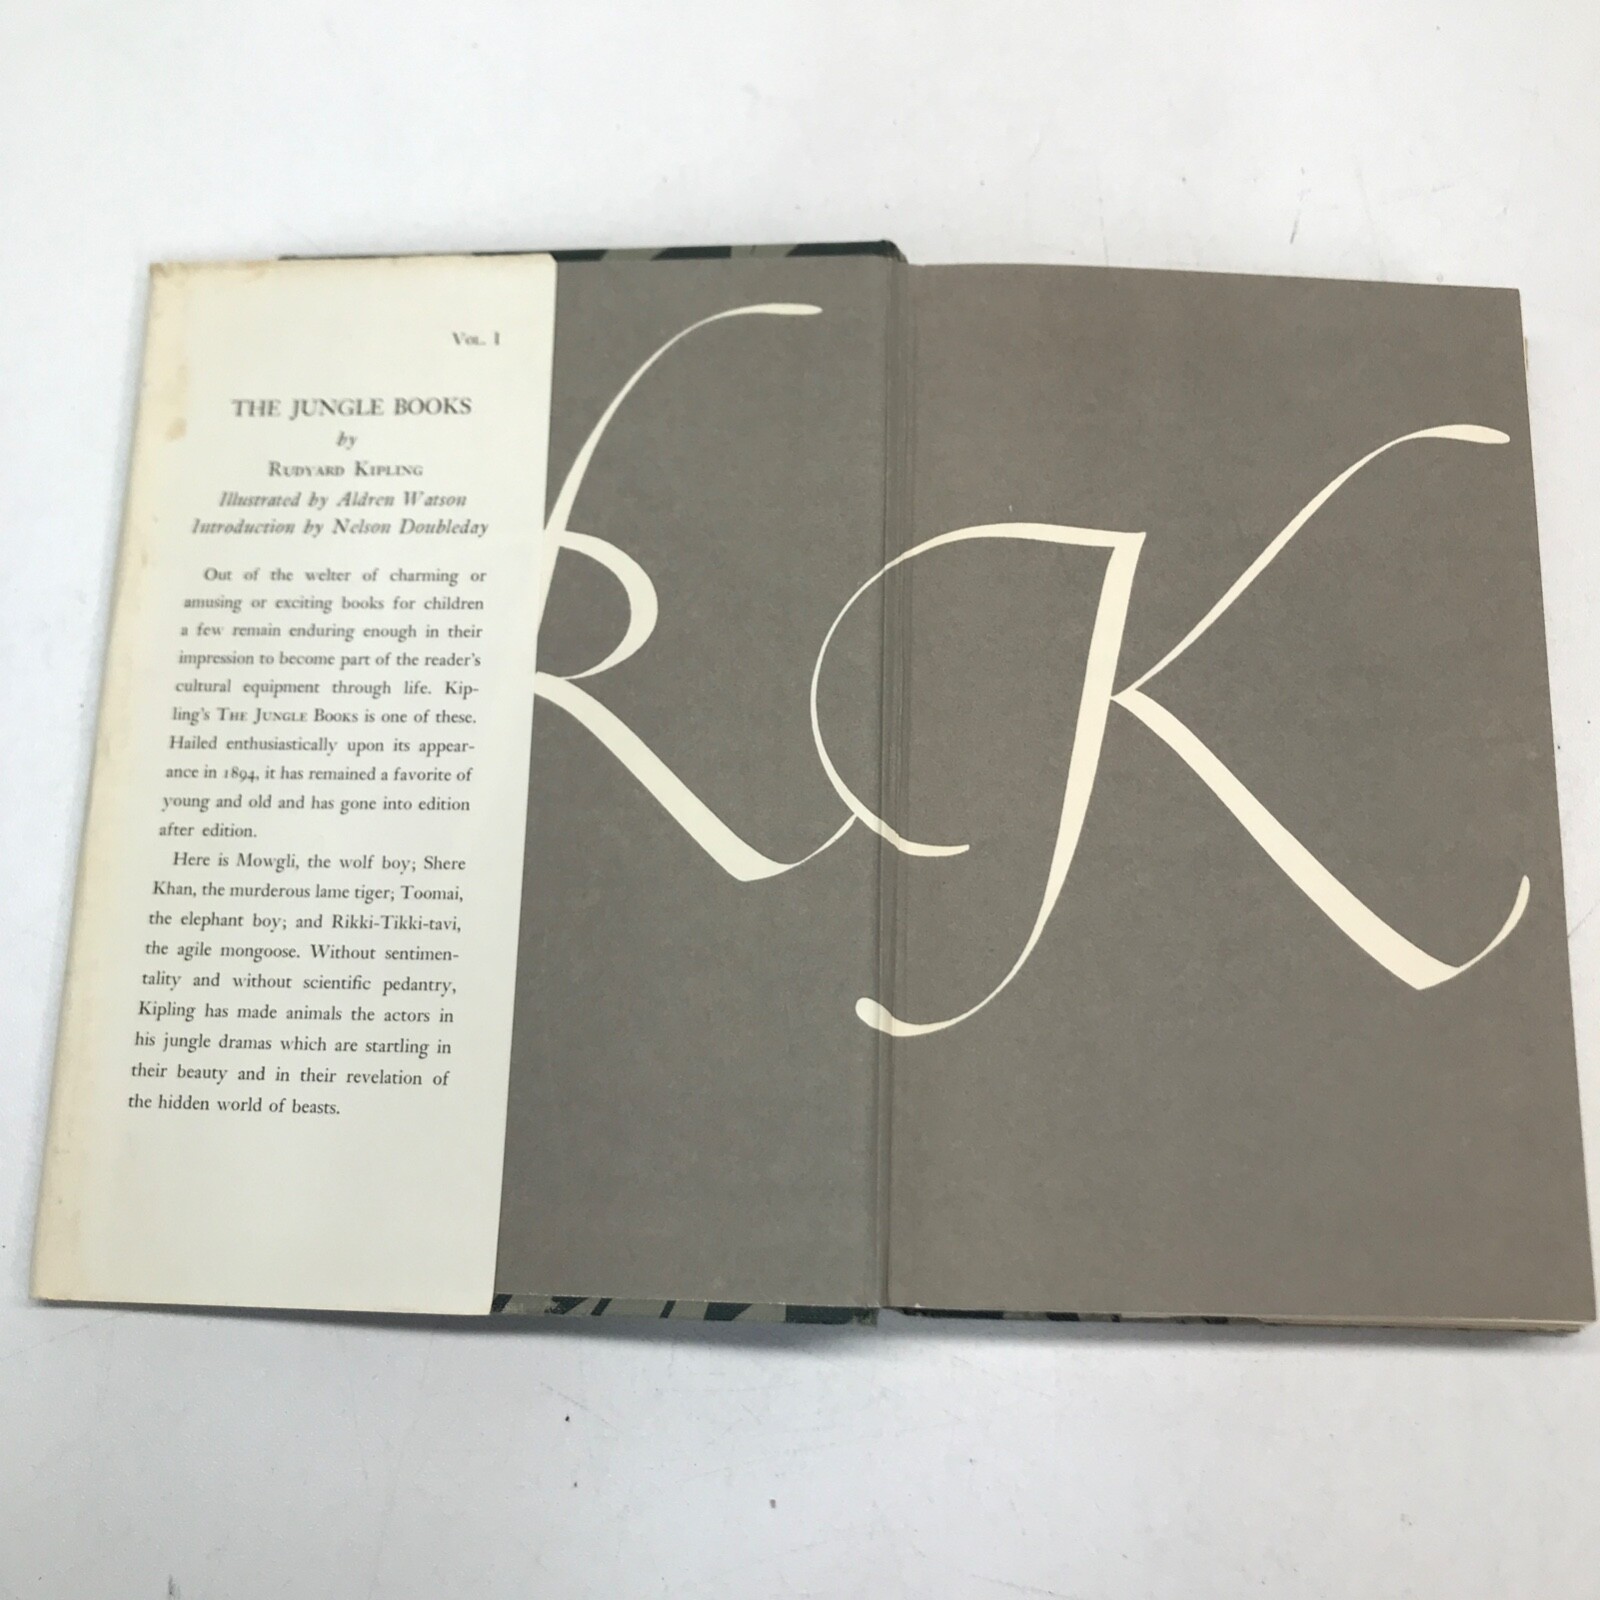 VOL. I
THE JUNGLE BOOKS
by
RUDYARD KIPLING
Illustrated by Aldren Watson
Introduction by Nelson Doubleday
Out of the welter of charming or
amusing or exciting books for children
a few remain enduring enough in their
impression to become part of the reader's
cultural equipment through life. Kip-
ling's THE JUNGLE BOOKS is one of these.
Hailed enthusiastically upon its appear-
ance in 1894, it has remained a favorite of
young and old and has gone into edition
after edition.
Here is Mowgli, the wolf boy; Shere
Khan, the murderous lame tiger; Toomai,
the elephant boy; and Rikki-Tikki-tavi,
the agile mongoose. Without sentimen-
tality and without scientific pedantry,
Kipling has made animals the actors in
his jungle dramas which are startling in
their beauty and in their revelation of
the hidden world of beasts.
R K